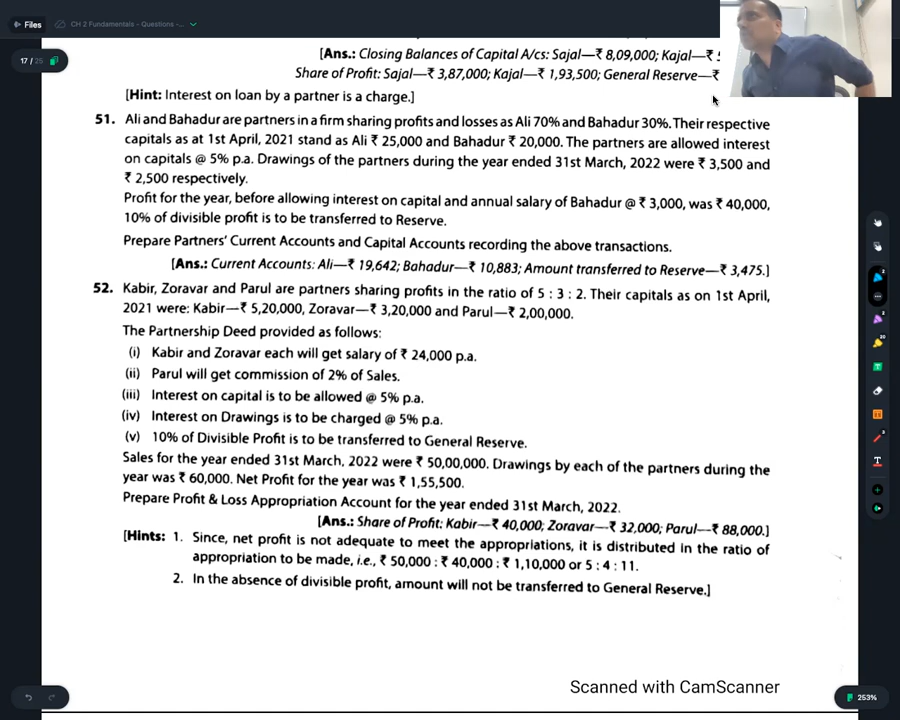 Files
CH 2 Fundamentals - Questions -...
17 / 25
[Ans.: Closing Balances of Capital A/cs: Sajal—₹ 8,09,000; Kajal—₹
Share of Profit: Sajal—₹ 3,87,000; Kajal—₹ 1,93,500; General Reserve—₹
[Hint: Interest on loan by a partner is a charge.]
51. Ali and Bahadur are partners in a firm sharing profits and losses as Ali 70% and Bahadur 30%. Their respective
capitals as at 1st April, 2021 stand as Ali ₹ 25,000 and Bahadur ₹ 20,000. The partners are allowed interest
on capitals @ 5% p.a. Drawings of the partners during the year ended 31st March, 2022 were ₹ 3,500 and
₹ 2,500 respectively.
Profit for the year, before allowing interest on capital and annual salary of Bahadur @ ₹ 3,000, was ₹ 40,000,
10% of divisible profit is to be transferred to Reserve.
Prepare Partners' Current Accounts and Capital Accounts recording the above transactions.
[Ans.: Current Accounts: Ali—₹ 19,642; Bahadur—₹ 10,883; Amount transferred to Reserve—₹ 3,475.]
52. Kabir, Zoravar and Parul are partners sharing profits in the ratio of 5 : 3 : 2. Their capitals as on 1st April,
2021 were: Kabir—₹ 5,20,000, Zoravar—₹ 3,20,000 and Parul—₹ 2,00,000.
The Partnership Deed provided as follows:
(i) Kabir and Zoravar each will get salary of ₹ 24,000 p.a.
(ii) Parul will get commission of 2% of Sales.
(iii) Interest on capital is to be allowed @ 5% p.a.
(iv) Interest on Drawings is to be charged @ 5% p.a.
(v) 10% of Divisible Profit is to be transferred to General Reserve.
Sales for the year ended 31st March, 2022 were ₹ 50,00,000. Drawings by each of the partners during the
year was ₹ 60,000. Net Profit for the year was ₹ 1,55,500.
Prepare Profit & Loss Appropriation Account for the year ended 31st March, 2022.
[Ans.: Share of Profit: Kabir—₹ 40,000; Zoravar—₹ 32,000; Parul—₹ 88,000.]
[Hints: 1. Since, net profit is not adequate to meet the appropriations, it is distributed in the ratio of
appropriation to be made, i.e., ₹ 50,000 : ₹ 40,000 : ₹ 1,10,000 or 5 : 4 : 11.
2. In the absence of divisible profit, amount will not be transferred to General Reserve.]
Scanned with CamScanner
253%